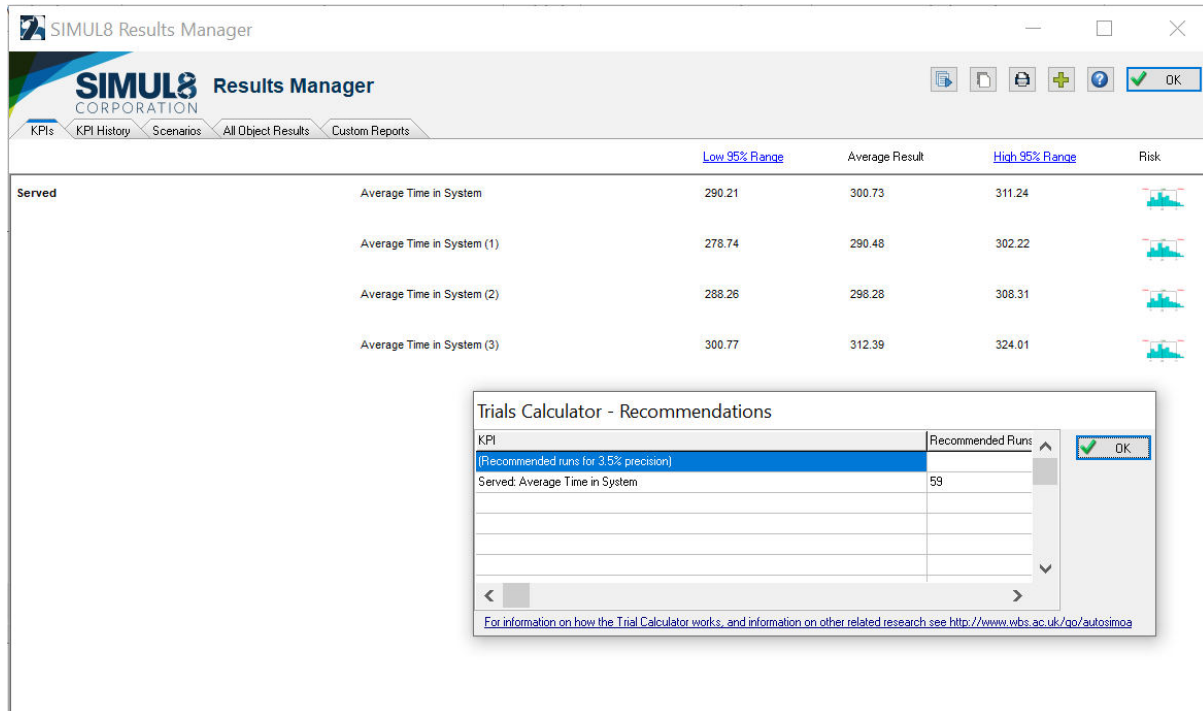 SIMUL8 Results Manager
SIMUL8 Results Manager OK
CORPORATION
KPIs KPI History Scenarios All Object Results Custom Reports
Low 95% Range Average Result High 95% Range Risk
Served Average Time in System 290.21 300.73 311.24
Average Time in System (1) 278.74 290.48 302.22
Average Time in System (2) 288.26 298.28 308.31
Average Time in System (3) 300.77 312.39 324.01
Trials Calculator - Recommendations
KPI Recommended Runs OK
(Recommended runs for 3.5% precision)
Served: Average Time in System 59
For information on how the Trial Calculator works, and information on other related research see http://www.wbs.ac.uk/go/autosimoa